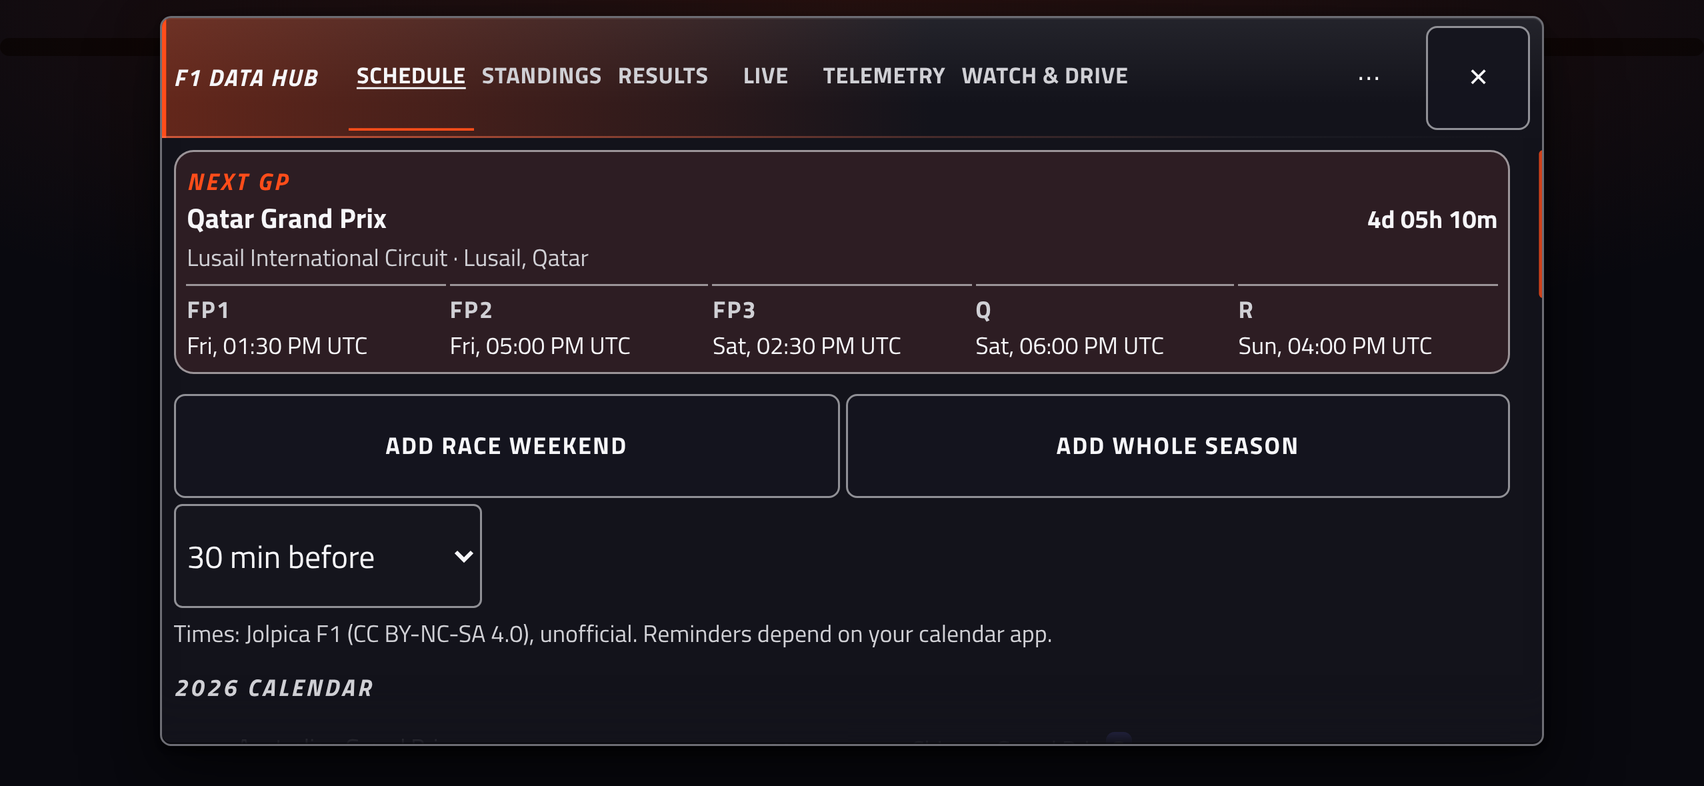 F1 DATA HUB SCHEDULE STANDINGS RESULTS LIVE TELEMETRY WATCH & DRIVE ... ×
NEXT GP
Qatar Grand Prix 4d 05h 10m
Lusail International Circuit · Lusail, Qatar
FP1 FP2 FP3 Q R
Fri, 01:30 PM UTC Fri, 05:00 PM UTC Sat, 02:30 PM UTC Sat, 06:00 PM UTC Sun, 04:00 PM UTC
ADD RACE WEEKEND ADD WHOLE SEASON
30 min before
Times: Jolpica F1 (CC BY-NC-SA 4.0), unofficial. Reminders depend on your calendar app.
2026 CALENDAR